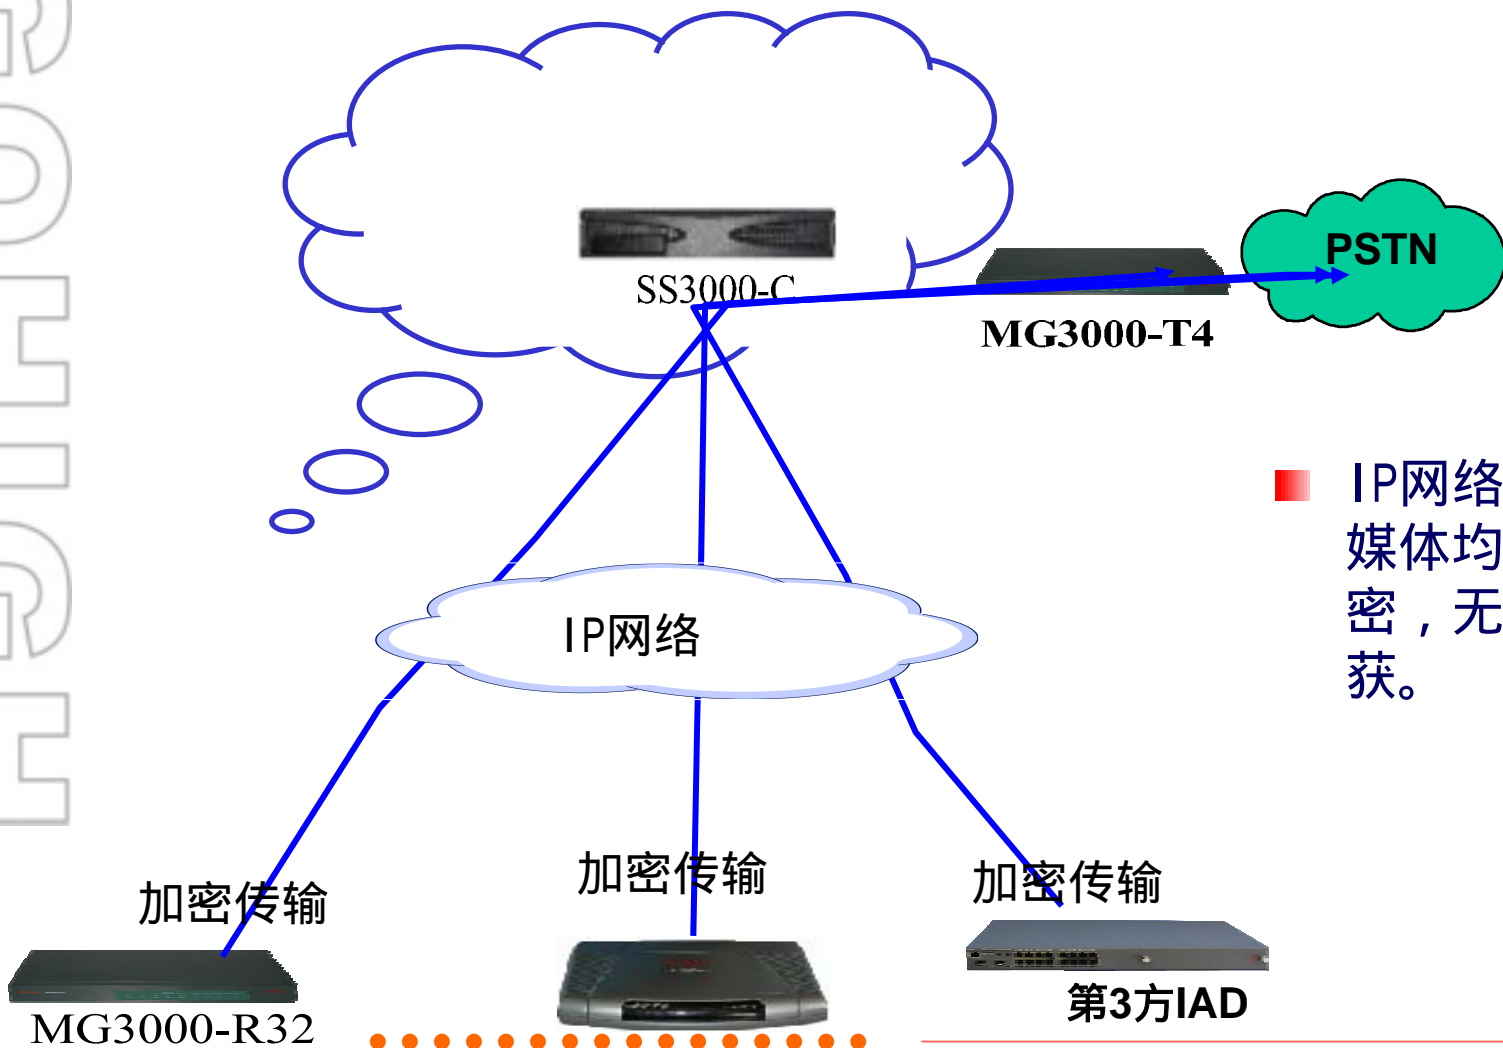 HGTIHOS
SS3000-C
PSTN
MG3000-T4
IP网络
媒体均
密，无
获。
IP网络
加密传输
加密传输
加密传输
MG3000-R32
第3方IAD